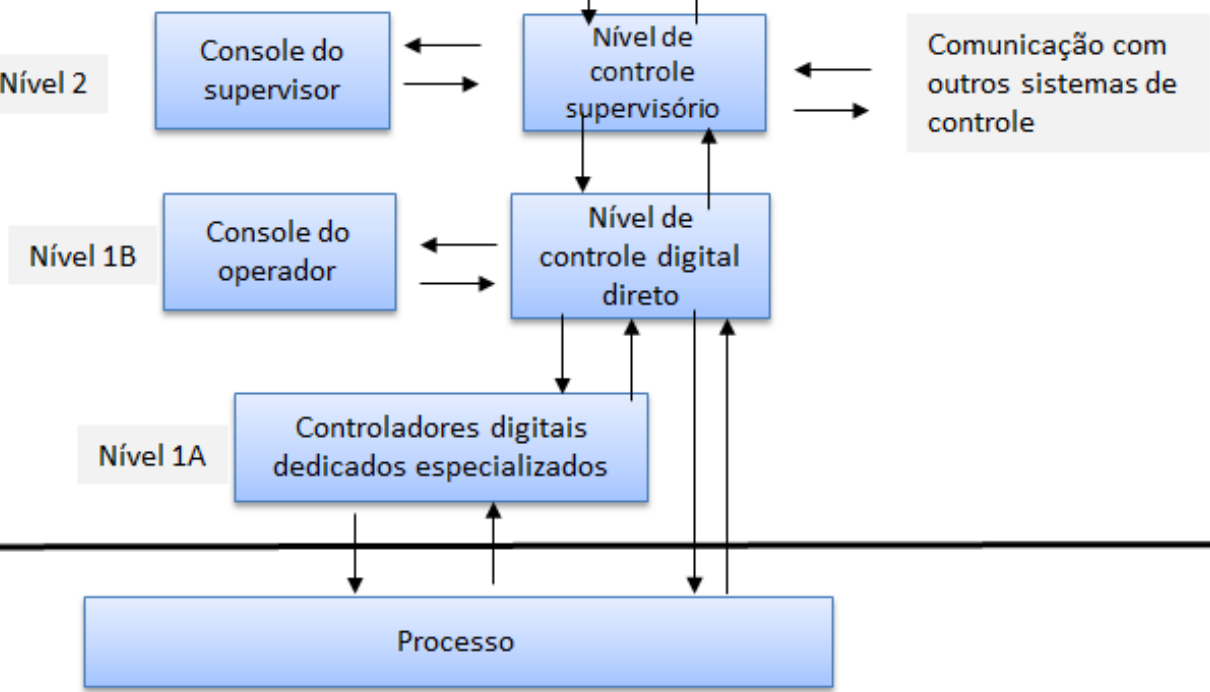 Nível 2
Console do
supervisor
Nível de
controle
supervisório
Comunicação com
outros sistemas de
controle
Nível 1B
Console do
operador
Nível de
controle digital
direto
Nível 1A
Controladores digitais
dedicados especializados
Processo